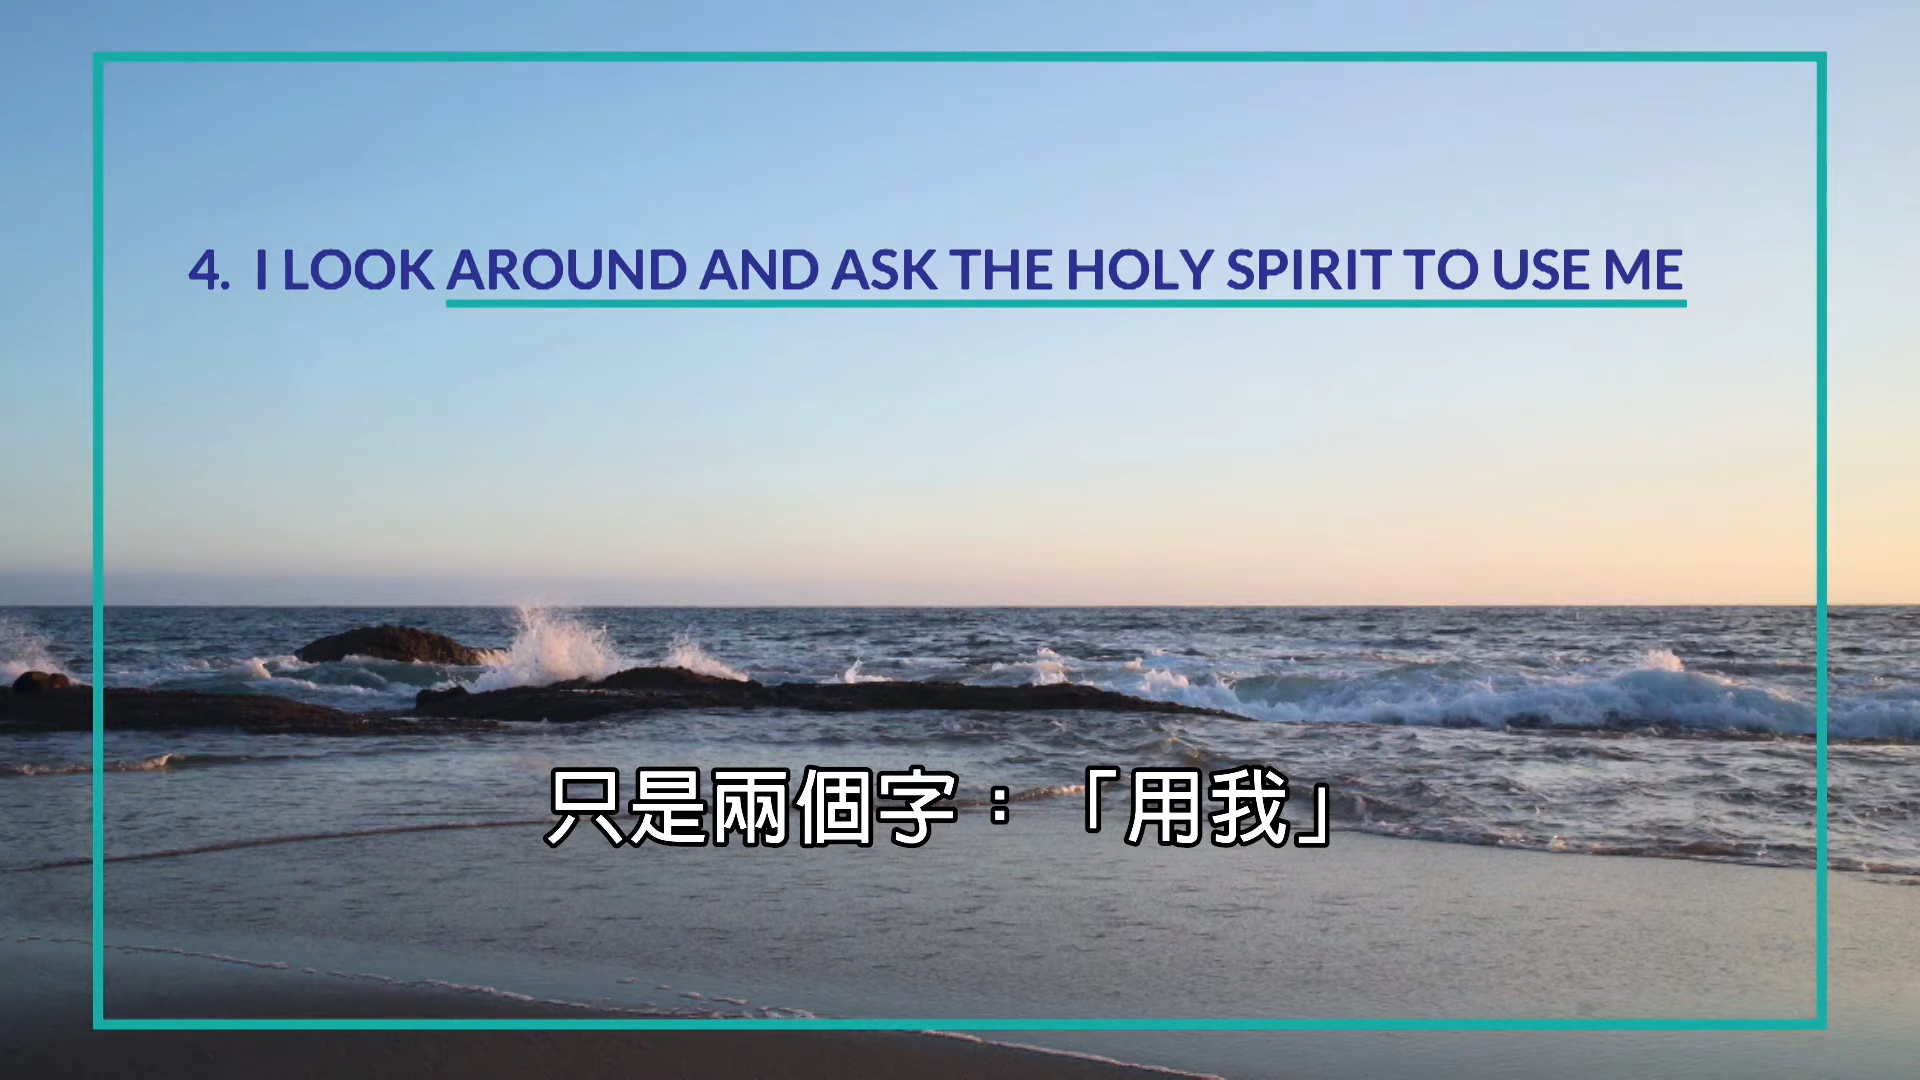 4. I LOOK AROUND AND ASK THE HOLY SPIRIT TO USE ME
只是兩個字：「用我」